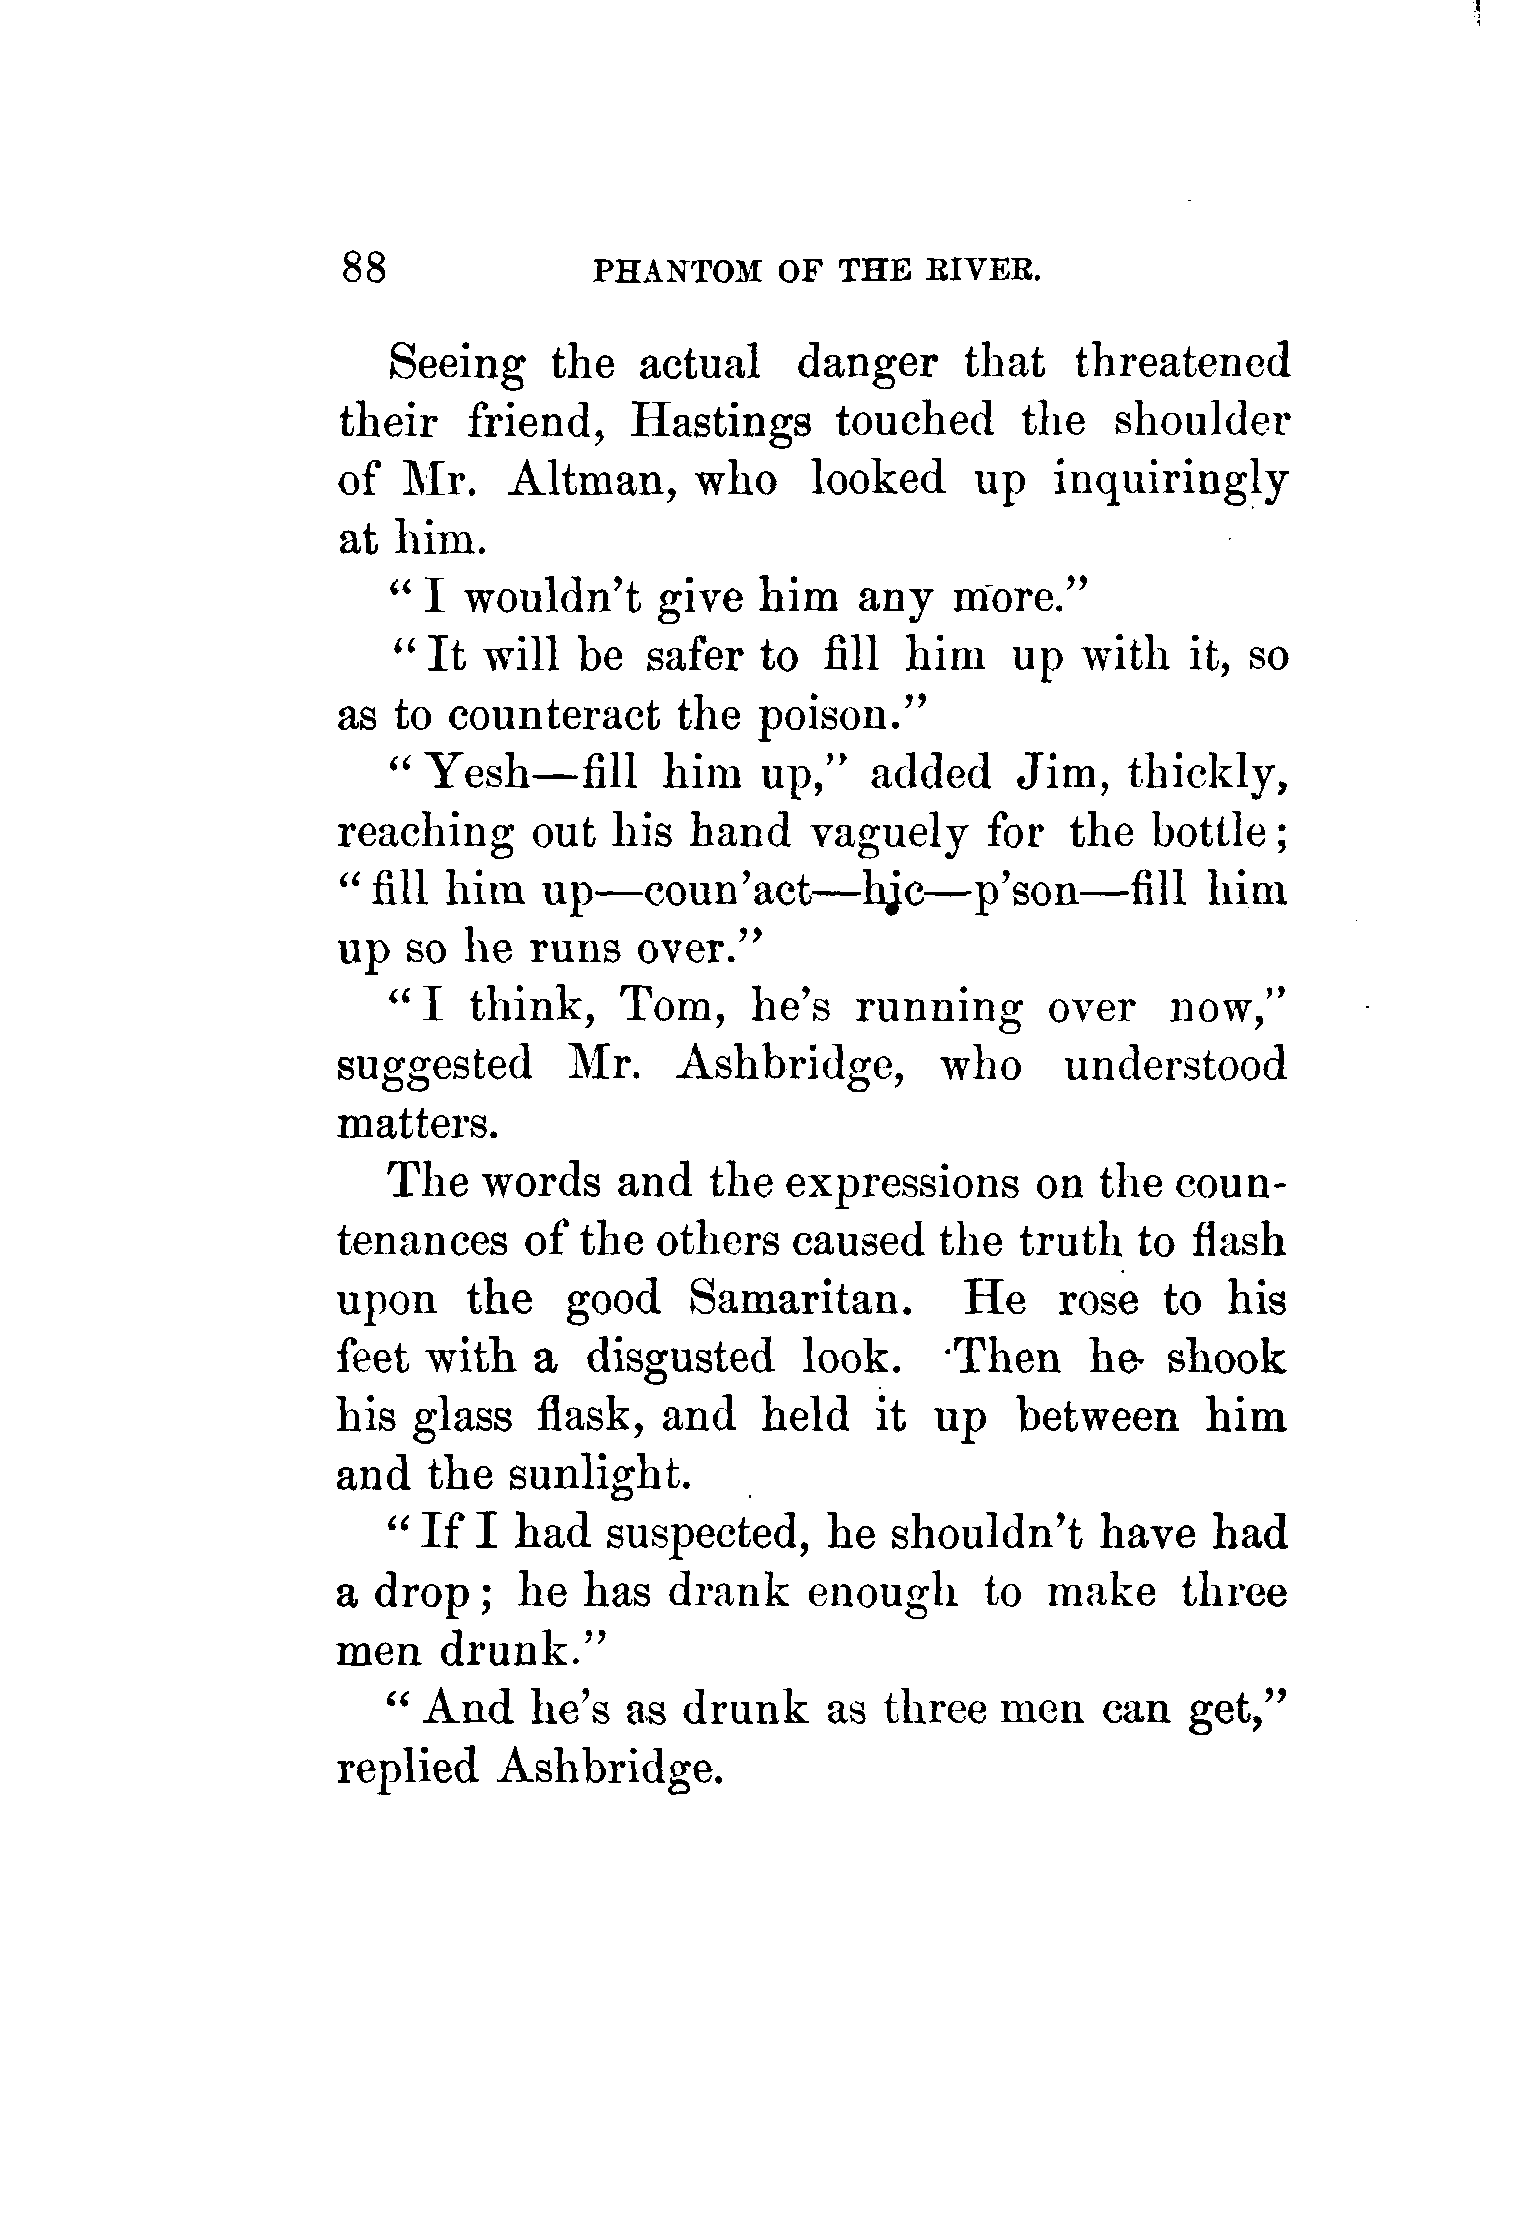 88 PHANTOM OF THE RIVER.
Seeing the actual danger that threatened
their friend, Hastings touched the shoulder
of Mr. Altman, who looked up inquiringly
at him.
“I wouldn’t give him any more.”
“It will be safer to fill him up with it, so
as to counteract the poison.”
“Yesh—fill him up,” added Jim, thickly,
reaching out his hand vaguely for the bottle;
“fill him up—coun’act—hic—p’son—fill him
up so he runs over.”
“I think, Tom, he’s running over now,”
suggested Mr. Ashbridge, who understood
matters.
The words and the expressions on the coun-
tenances of the others caused the truth to flash
upon the good Samaritan. He rose to his
feet with a disgusted look. Then he shook
his glass flask, and held it up between him
and the sunlight.
“If I had suspected, he shouldn’t have had
a drop; he has drank enough to make three
men drunk.”
“And he’s as drunk as three men can get,”
replied Ashbridge.